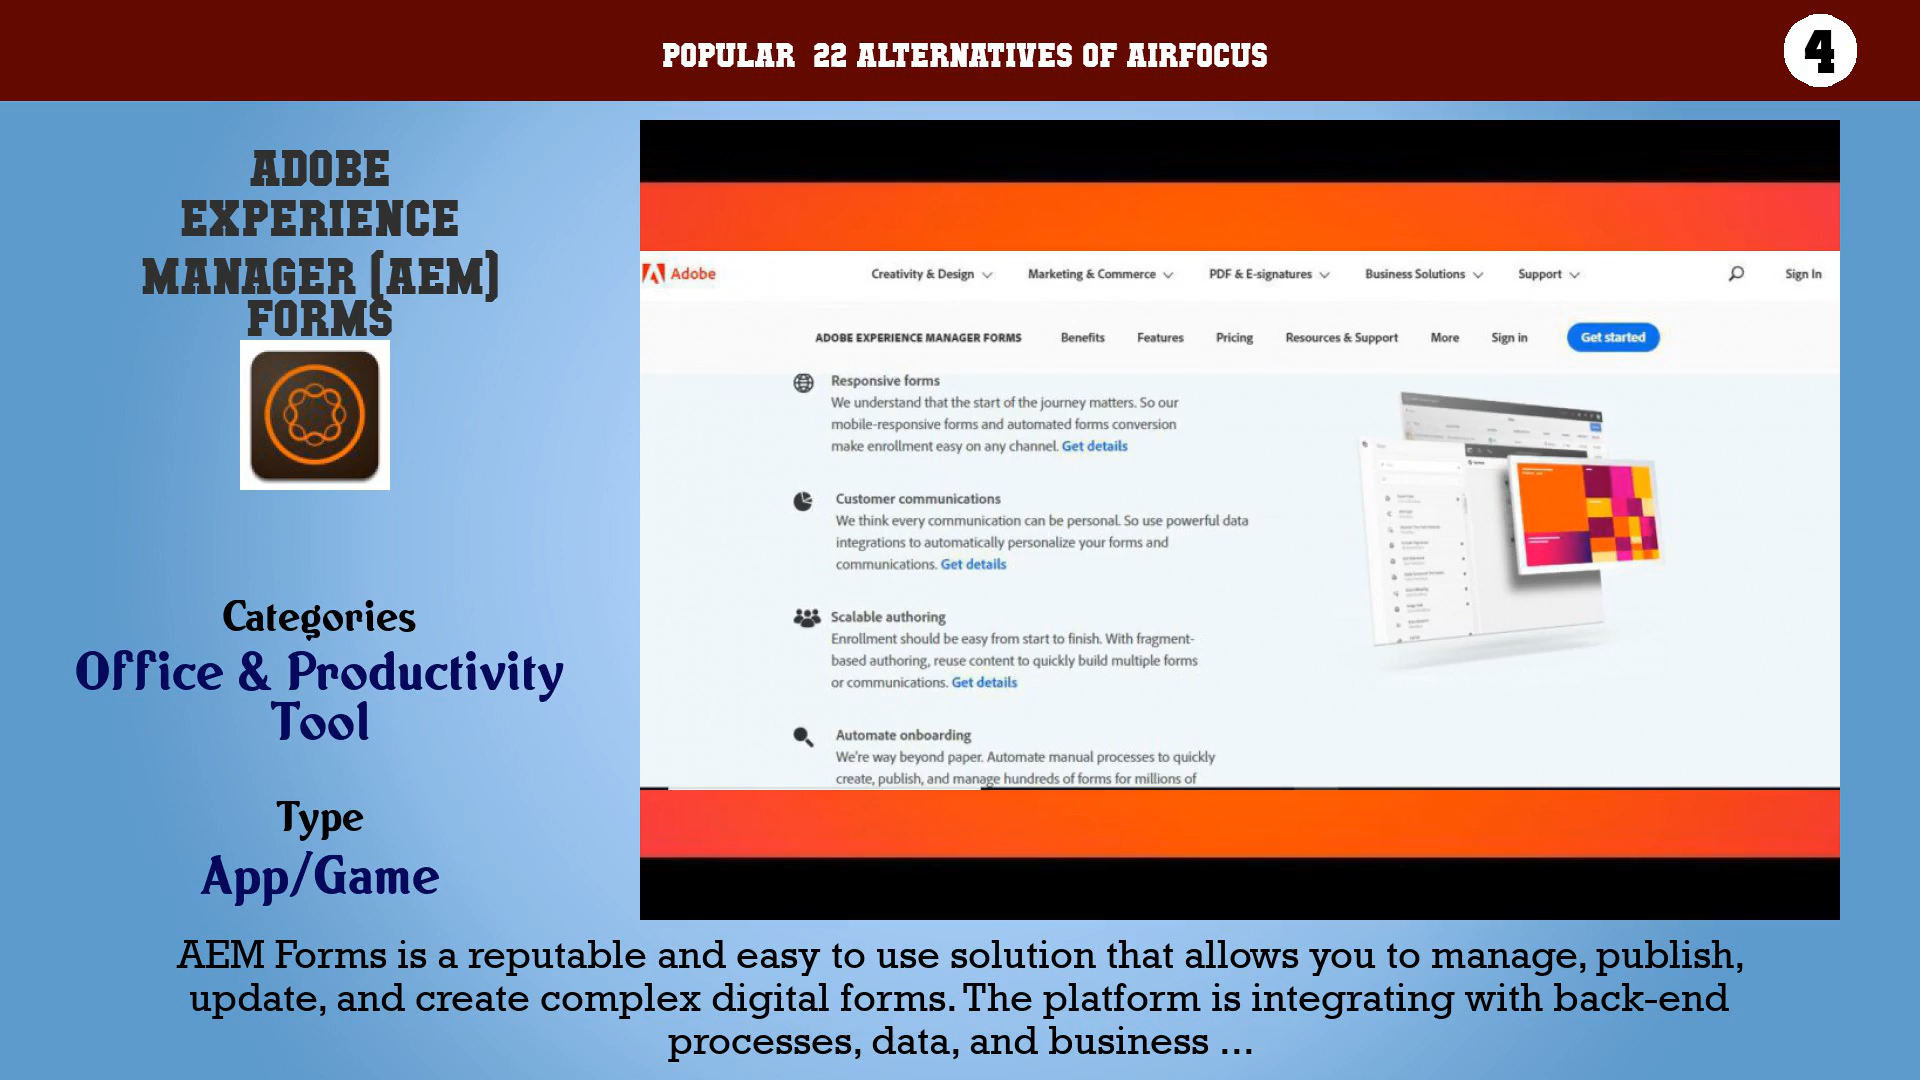 POPULAR 22 ALTERNATIVES OF AIRFOCUS
4
ADOBE
EXPERIENCE
MANAGER (AEM)
FORMS
Categories
Office & Productivity
Tool
Type
App/Game
Adobe
Creativity & Design
Marketing & Commerce
PDF & E-signatures
Business Solutions
Support
Sign In
ADOBE EXPERIENCE MANAGER FORMS
Benefits
Features
Pricing
Resources & Support
More
Sign in
Get started
Responsive forms
We understand that the start of the journey matters. So our
mobile-responsive forms and automated forms conversion
make enrollment easy on any channel. Get details
Customer communications
We think every communication can be personal. So use powerful data
integrations to automatically personalize your forms and
communications. Get details
Scalable authoring
Enrollment should be easy from start to finish. With fragment-
based authoring, reuse content to quickly build multiple forms
or communications. Get details
Automate onboarding
We're way beyond paper. Automate manual processes to quickly
create, publish, and manage hundreds of forms for millions of
AEM Forms is a reputable and easy to use solution that allows you to manage, publish,
update, and create complex digital forms. The platform is integrating with back-end
processes, data, and business ...